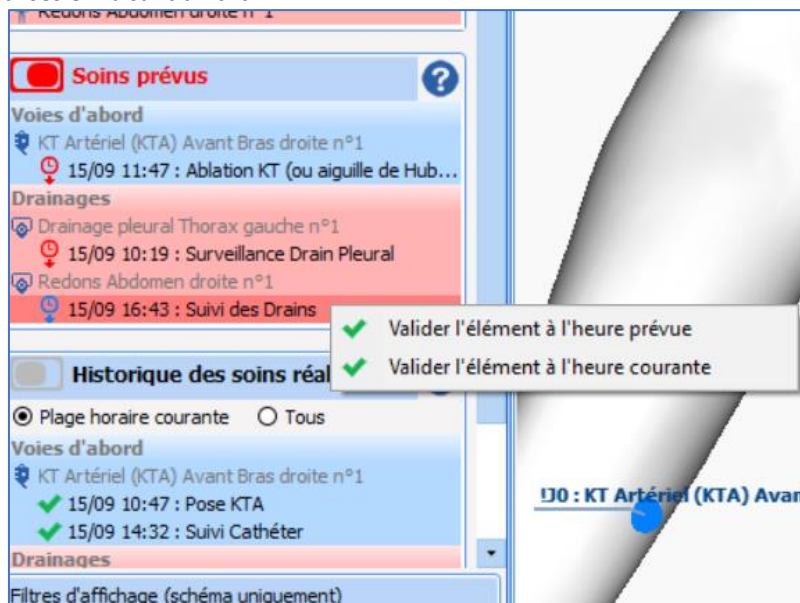 Redons Abdomen droite n°1
Soins prévus
?
Voies d'abord
KT Artériel (KTA) Avant Bras droite n°1
15/09 11:47 : Ablation KT (ou aiguille de Hub...
Drainages
Drainage pleural Thorax gauche n°1
15/09 10:19 : Surveillance Drain Pleural
Redons Abdomen droite n°1
15/09 16:43 : Suivi des Drains
Valider l'élément à l'heure prévue
Valider l'élément à l'heure courante
Historique des soins réal
Plage horaire courante Tous
Voies d'abord
KT Artériel (KTA) Avant Bras droite n°1
15/09 10:47 : Pose KTA
15/09 14:32 : Suivi Cathéter
J0 : KT Artériel (KTA) Avan
Drainages
Filtres d'affichage (schéma uniquement)